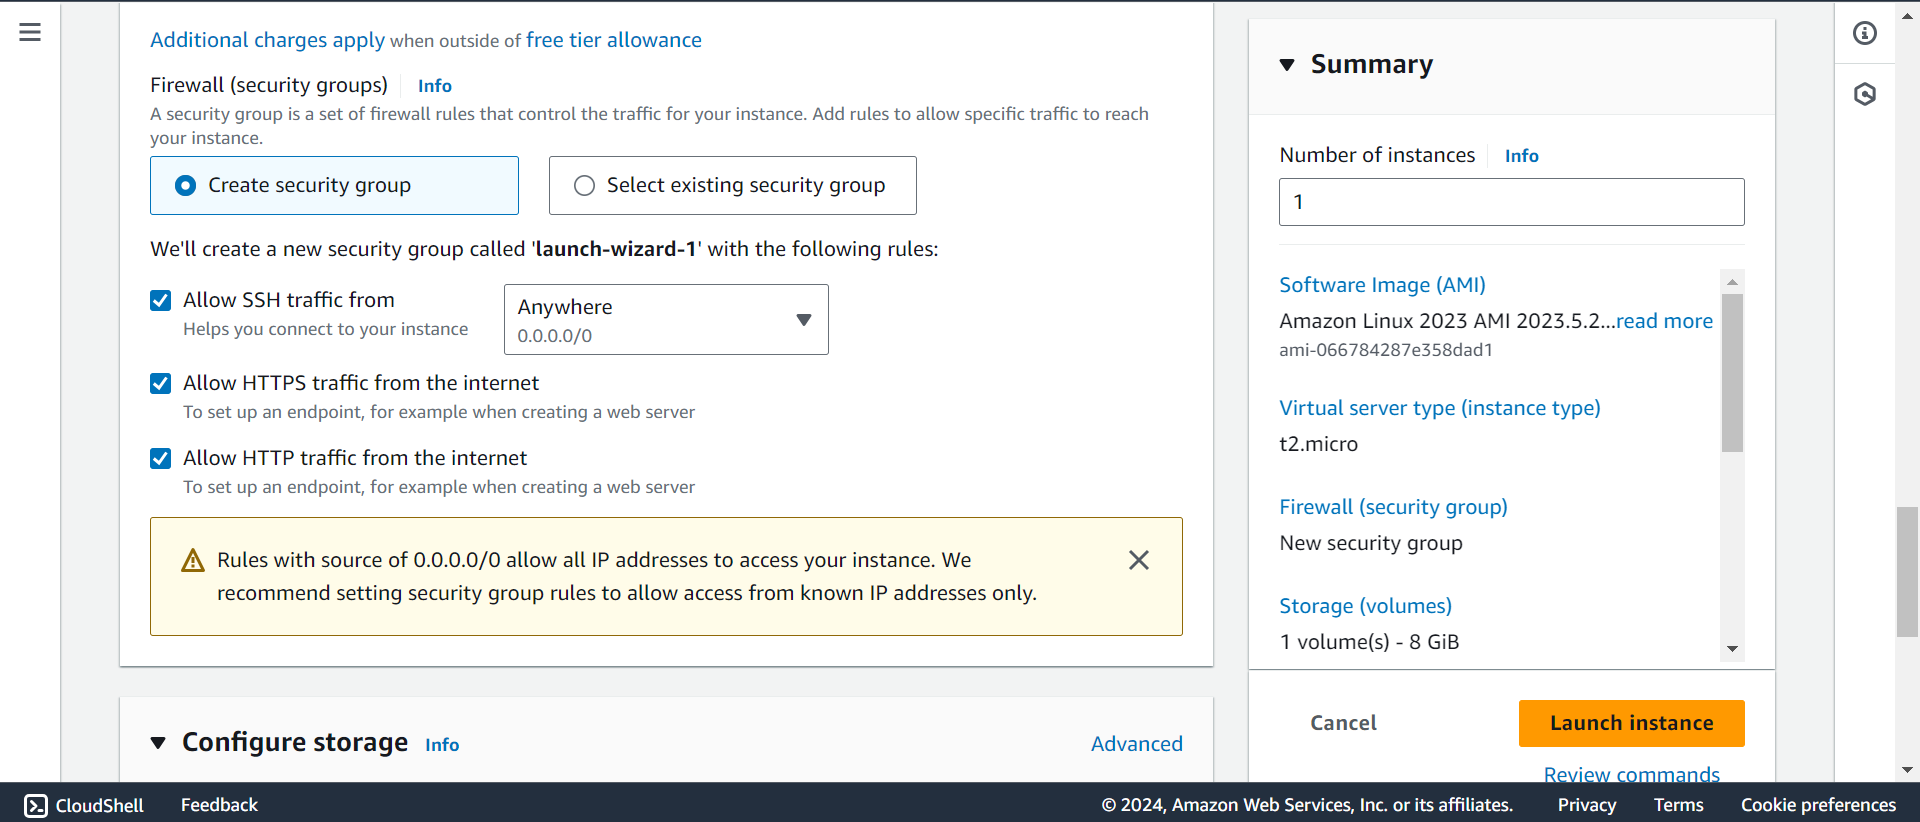 Additional charges apply when outside of free tier allowance
Firewall (security groups) Info
A security group is a set of firewall rules that control the traffic for your instance. Add rules to allow specific traffic to reach
your instance.
Create security group
Select existing security group
We'll create a new security group called 'launch-wizard-1' with the following rules:
Allow SSH traffic from
Helps you connect to your instance
Anywhere
0.0.0.0/0
Allow HTTPS traffic from the internet
To set up an endpoint, for example when creating a web server
Allow HTTP traffic from the internet
To set up an endpoint, for example when creating a web server
Rules with source of 0.0.0.0/0 allow all IP addresses to access your instance. We
recommend setting security group rules to allow access from known IP addresses only.
Configure storage Info
Advanced
Summary
Number of instances Info
1
Software Image (AMI)
Amazon Linux 2023 AMI 2023.5.2...read more
ami-066784287e358dad1
Virtual server type (instance type)
t2.micro
Firewall (security group)
New security group
Storage (volumes)
1 volume(s) - 8 GiB
Cancel
Launch instance
Review commands
CloudShell Feedback
© 2024, Amazon Web Services, Inc. or its affiliates. Privacy Terms Cookie preferences